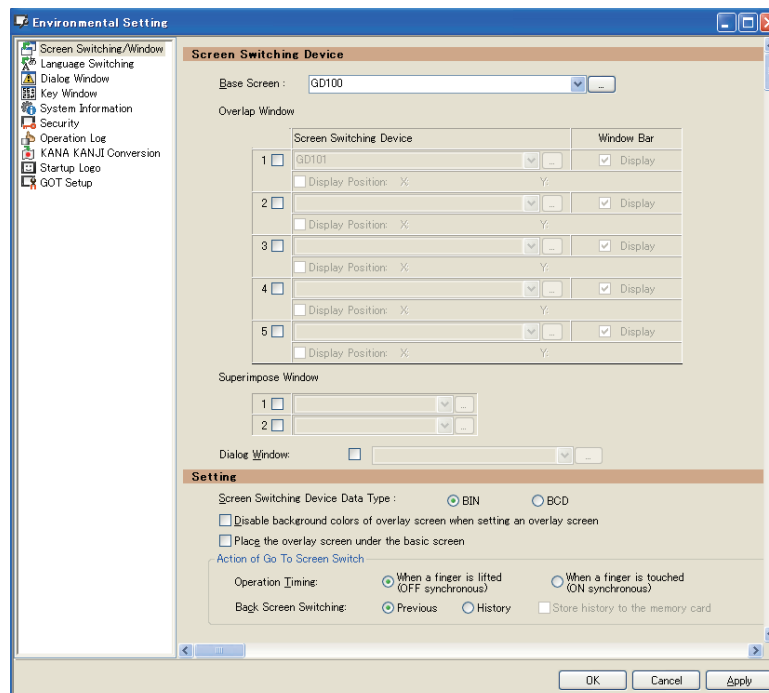 Environmental Setting
Screen Switching/Window
Language Switching
Dialog Window
Key Window
System Information
Security
Operation Log
KANA KANJI Conversion
Startup Logo
GOT Setup
Screen Switching Device
Base Screen : GD100 ...
Overlap Window
Screen Switching Device Window Bar
1 GD101 ... Display
Display Position: X: Y:
2 ... Display
Display Position: X: Y:
3 ... Display
Display Position: X: Y:
4 ... Display
Display Position: X: Y:
5 ... Display
Display Position: X: Y:
Superimpose Window
1 ...
2 ...
Dialog Window: ...
Setting
Screen Switching Device Data Type : BIN BCD
Disable background colors of overlay screen when setting an overlay screen
Place the overlay screen under the basic screen
Action of Go To Screen Switch
Operation Timing: When a finger is lifted (OFF synchronous) When a finger is touched (ON synchronous)
Back Screen Switching: Previous History Store history to the memory card
OK Cancel Apply